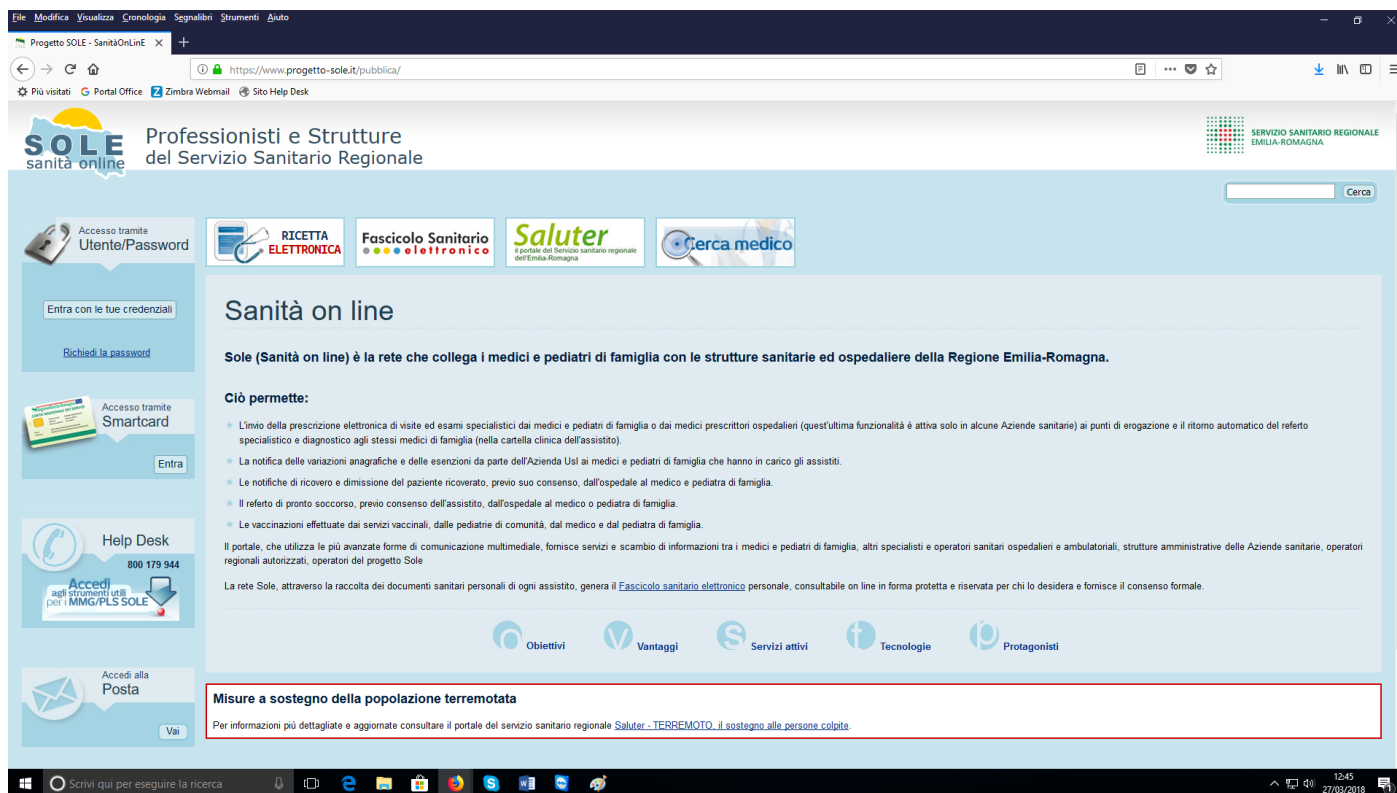 File Modifica Visualizza Cronologia Segnalibri Strumenti Aiuto
Progetto SOLE - SanitàOnLinE
https://www.progetto-sole.it/pubblica/
Più visitati Portal Office Zimbra Webmail Sito Help Desk
SOLE
sanità online
Professionisti e Strutture
del Servizio Sanitario Regionale
SERVIZIO SANITARIO REGIONALE
EMILIA-ROMAGNA
Cerca
Accesso tramite
Utente/Password
Entra con le tue credenziali
Richiedi la password
Accesso tramite
Smartcard
Entra
Help Desk
800 179 944
Accedi
agli strumenti utili
per i MMG/PLS SOLE
Accedi alla
Posta
Vai
RICETTA
ELETTRONICA
Fascicolo Sanitario
elettronico
Saluter
il portale del Servizio sanitario regionale
dell'Emilia-Romagna
Cerca medico
Sanità on line
Sole (Sanità on line) è la rete che collega i medici e pediatri di famiglia con le strutture sanitarie ed ospedaliere della Regione Emilia-Romagna.
Ciò permette:
L'invio della prescrizione elettronica di visite ed esami specialistici dai medici e pediatri di famiglia o dai medici prescrittori ospedalieri (quest'ultima funzionalità è attiva solo in alcune Aziende sanitarie) ai punti di erogazione e il ritorno automatico del referto
specialistico e diagnostico agli stessi medici di famiglia (nella cartella clinica dell'assistito).
La notifica delle variazioni anagrafiche e delle esenzioni da parte dell'Azienda Usl ai medici e pediatri di famiglia che hanno in carico gli assistiti.
Le notifiche di ricovero e dimissione del paziente ricoverato, previo suo consenso, dall'ospedale al medico e pediatra di famiglia.
Il referto di pronto soccorso, previo consenso dell'assistito, dall'ospedale al medico o pediatra di famiglia.
Le vaccinazioni effettuate dai servizi vaccinali, dalle pediatrie di comunità, dal medico e dal pediatra di famiglia.
Il portale, che utilizza le più avanzate forme di comunicazione multimediale, fornisce servizi e scambio di informazioni tra i medici e pediatri di famiglia, altri specialisti e operatori sanitari ospedalieri e ambulatoriali, strutture amministrative delle Aziende sanitarie, operatori
regionali autorizzati, operatori del progetto Sole
La rete Sole, attraverso la raccolta dei documenti sanitari personali di ogni assistito, genera il Fascicolo sanitario elettronico personale, consultabile on line in forma protetta e riservata per chi lo desidera e fornisce il consenso formale.
Obiettivi
Vantaggi
Servizi attivi
Tecnologie
Protagonisti
Misure a sostegno della popolazione terremotata
Per informazioni più dettagliate e aggiornate consultare il portale del servizio sanitario regionale Saluter - TERREMOTO, il sostegno alle persone colpite.
Scrivi qui per eseguire la ricerca
12:45
27/03/2018